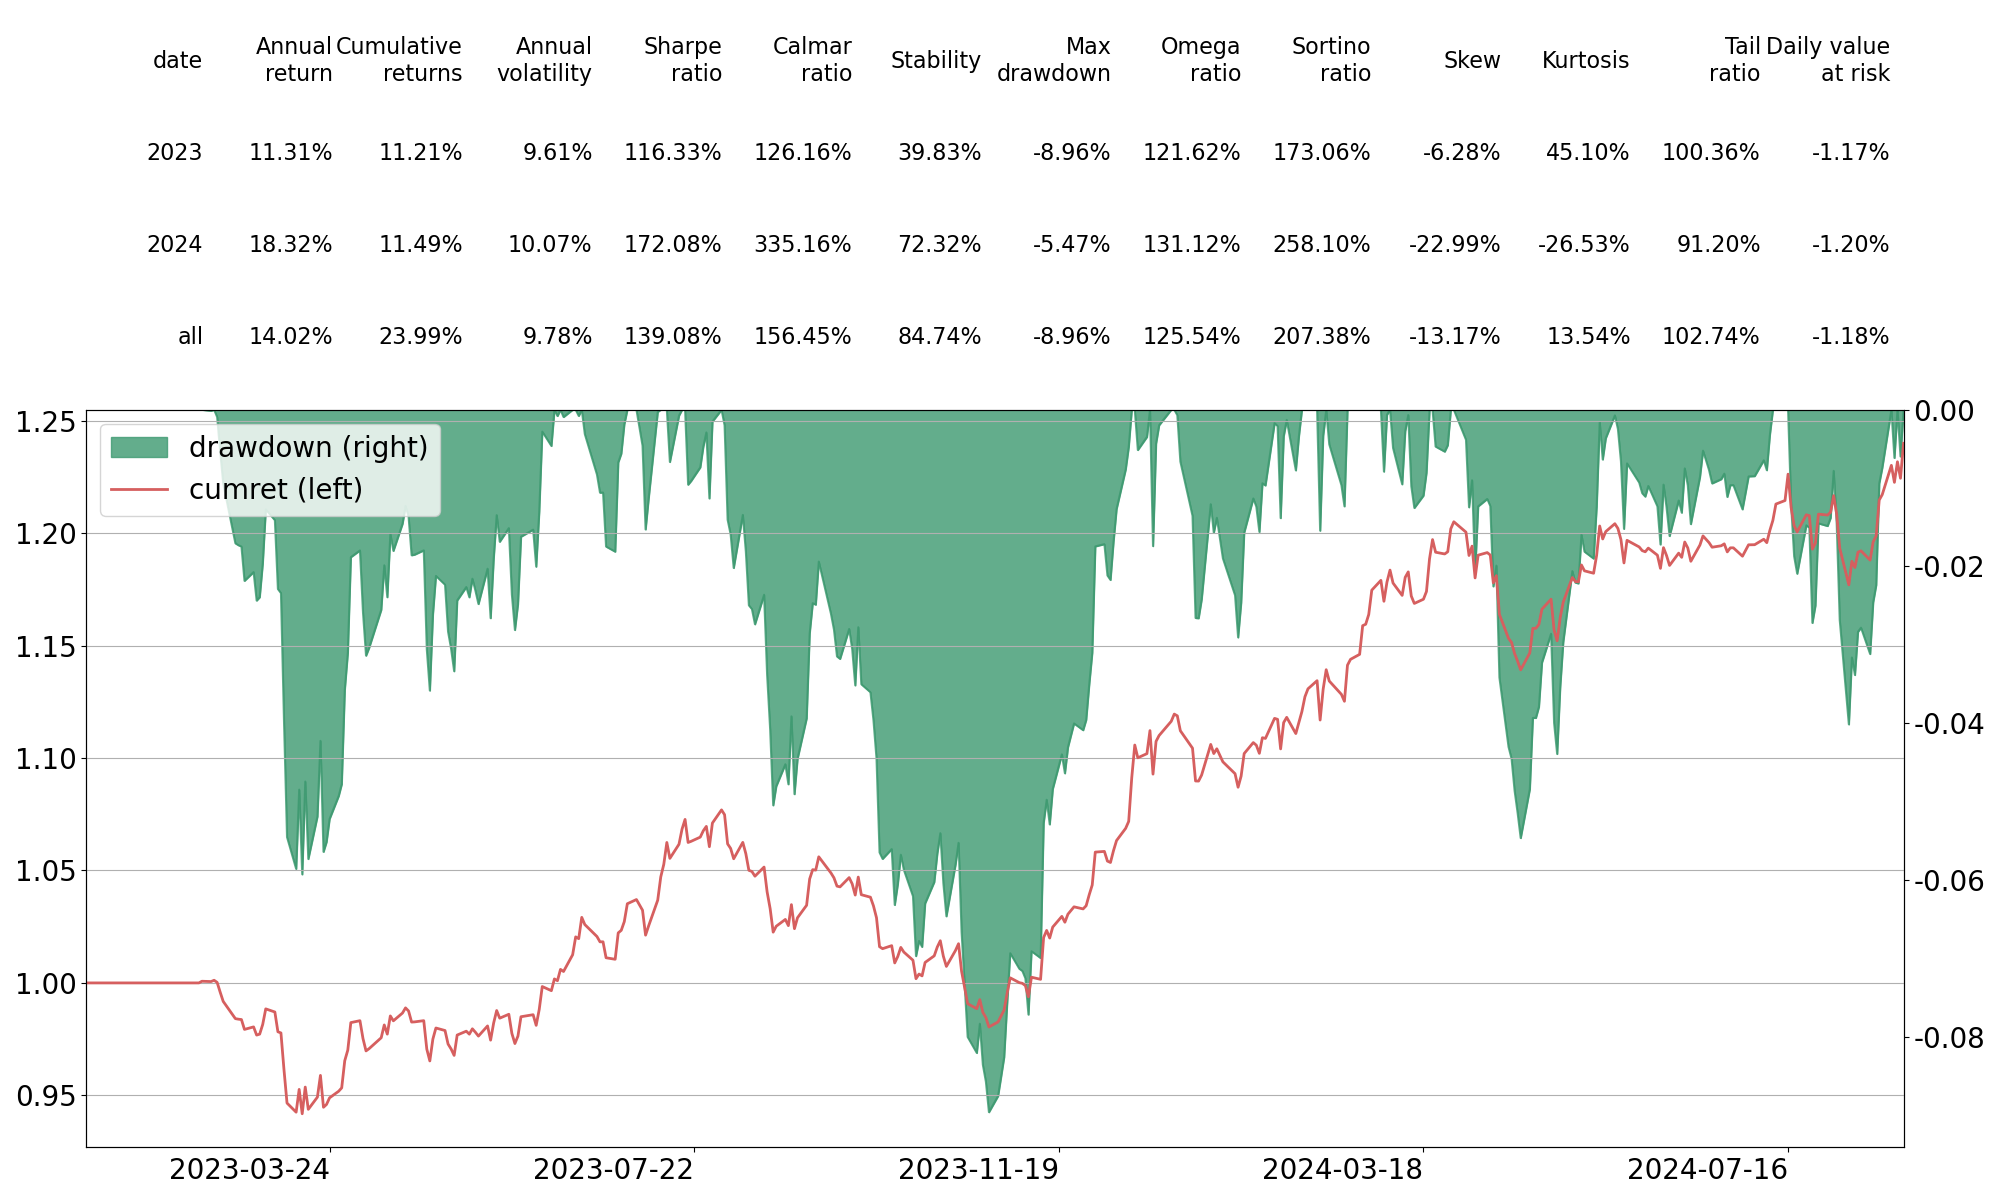 date Annual return Cumulative returns Annual volatility Sharpe ratio Calmar ratio Stability Max drawdown Omega ratio Sortino ratio Skew Kurtosis Tail ratio Daily value at risk
2023 11.31% 11.21% 9.61% 116.33% 126.16% 39.83% -8.96% 121.62% 173.06% -6.28% 45.10% 100.36% -1.17%
2024 18.32% 11.49% 10.07% 172.08% 335.16% 72.32% -5.47% 131.12% 258.10% -22.99% -26.53% 91.20% -1.20%
all 14.02% 23.99% 9.78% 139.08% 156.45% 84.74% -8.96% 125.54% 207.38% -13.17% 13.54% 102.74% -1.18%
drawdown (right)
cumret (left)
1.25
1.20
1.15
1.10
1.05
1.00
0.95
0.00
-0.02
-0.04
-0.06
-0.08
2023-03-24 2023-07-22 2023-11-19 2024-03-18 2024-07-16